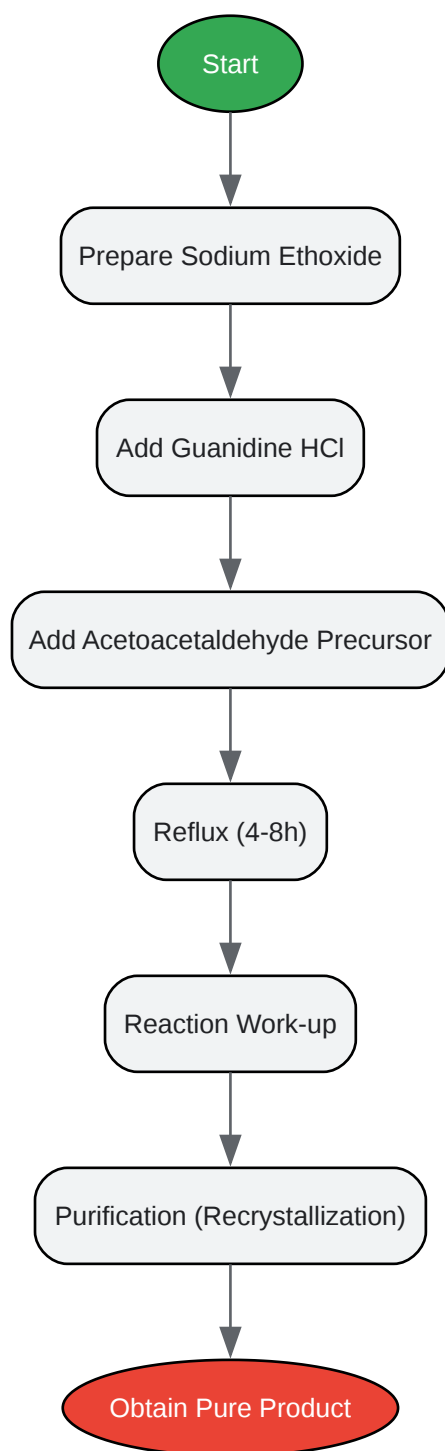 Start
Prepare Sodium Ethoxide
Add Guanidine HCl
Add Acetoacetaldehyde Precursor
Reflux (4-8h)
Reaction Work-up
Purification (Recrystallization)
Obtain Pure Product